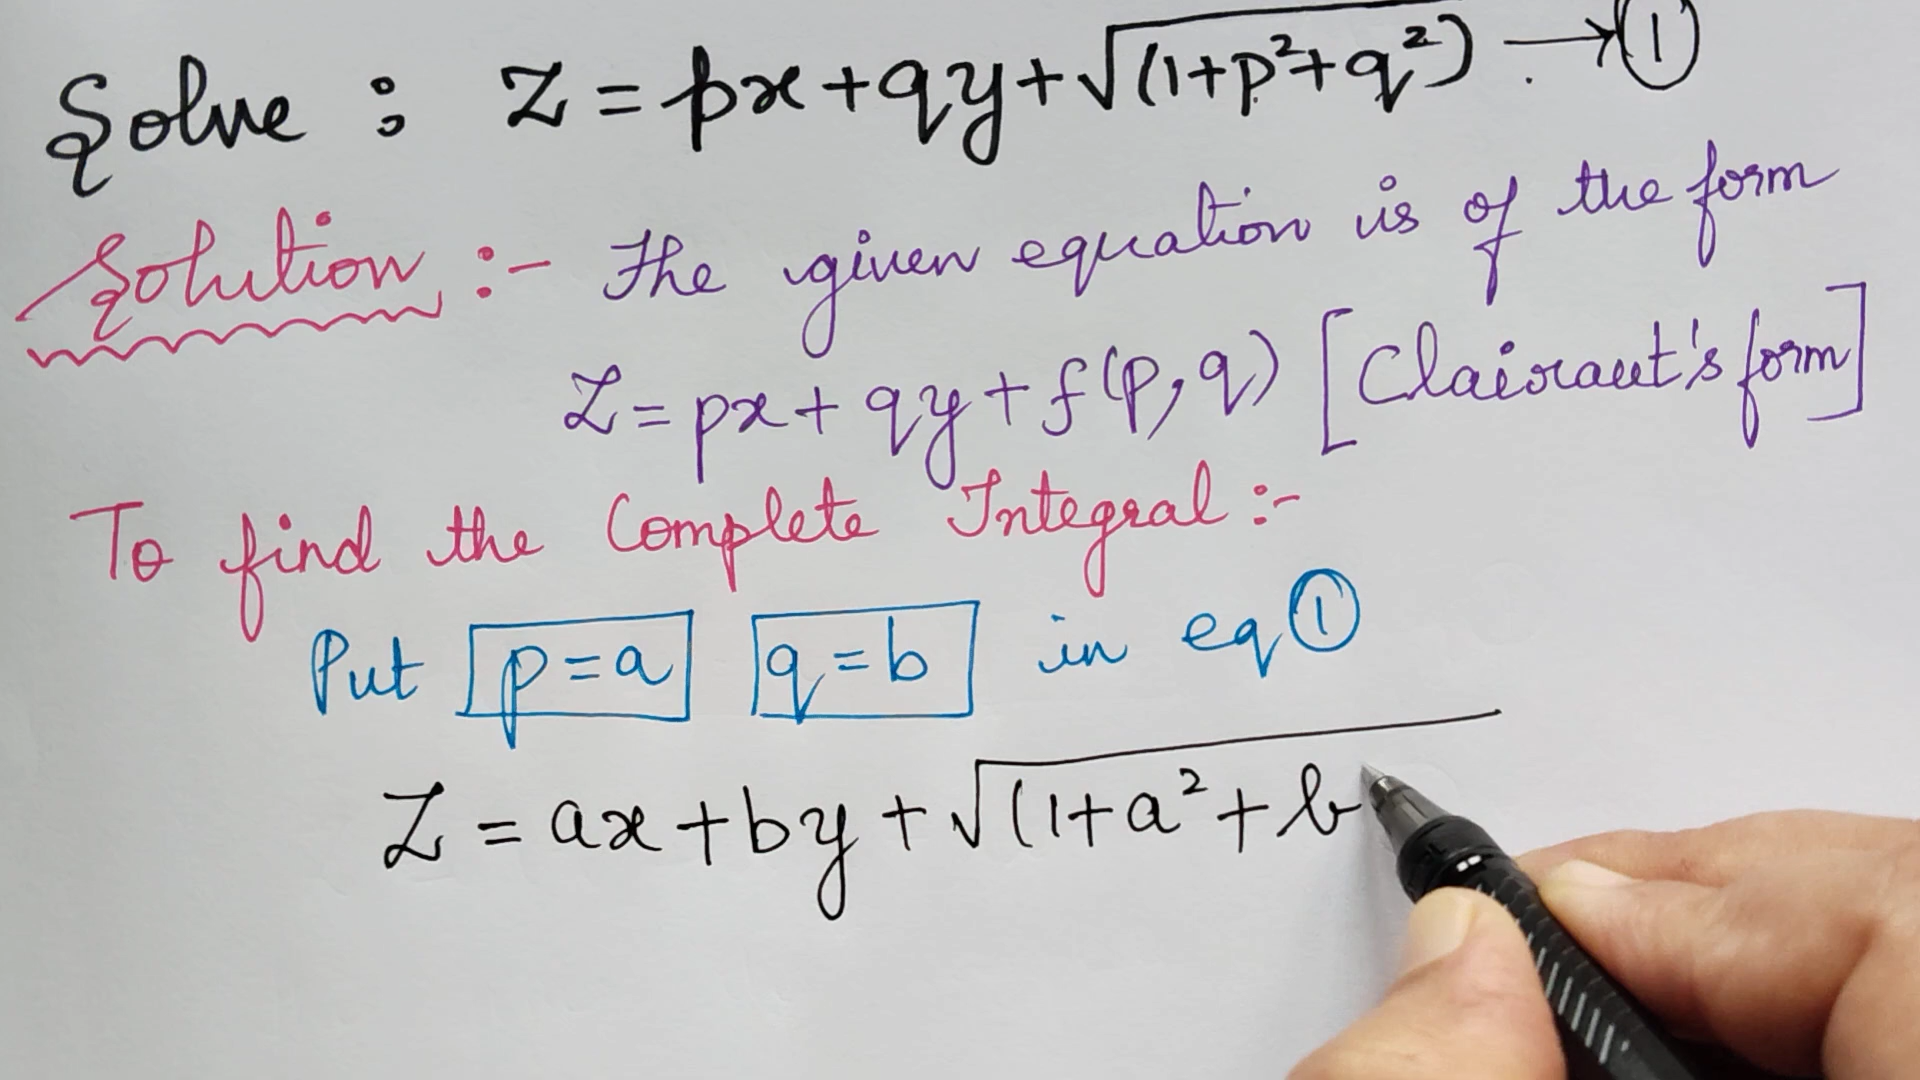 Solve : Z = px + qy + √(1+p²+q²) . → ①
Solution :- The given equation is of the form
Z = px + qy + f(p, q) [Clairaut's form]
To find the Complete Integral :-
Put p = a q = b in eq ①
Z = ax + by + √(1+a²+b